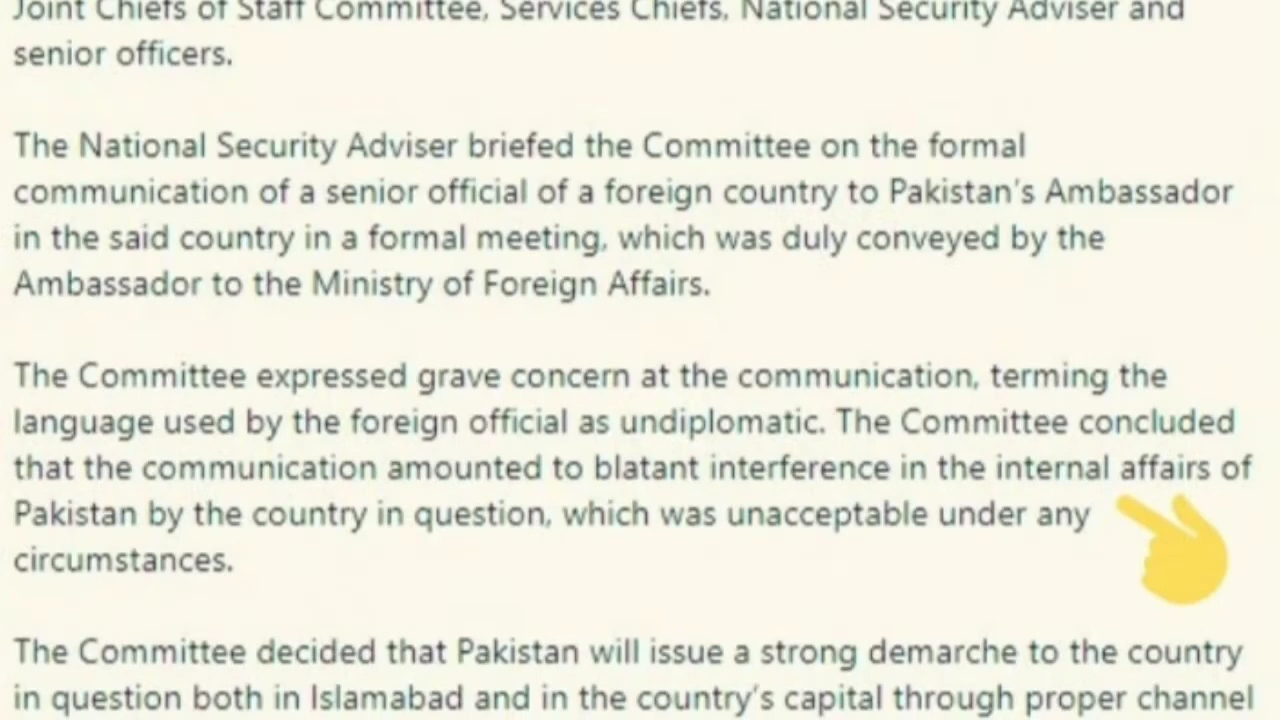 Joint Chiefs of Staff Committee, Services Chiefs, National Security Adviser and
senior officers.
The National Security Adviser briefed the Committee on the formal
communication of a senior official of a foreign country to Pakistan's Ambassador
in the said country in a formal meeting, which was duly conveyed by the
Ambassador to the Ministry of Foreign Affairs.
The Committee expressed grave concern at the communication, terming the
language used by the foreign official as undiplomatic. The Committee concluded
that the communication amounted to blatant interference in the internal affairs of
Pakistan by the country in question, which was unacceptable under any
circumstances.
The Committee decided that Pakistan will issue a strong demarche to the country
in question both in Islamabad and in the country's capital through proper channel